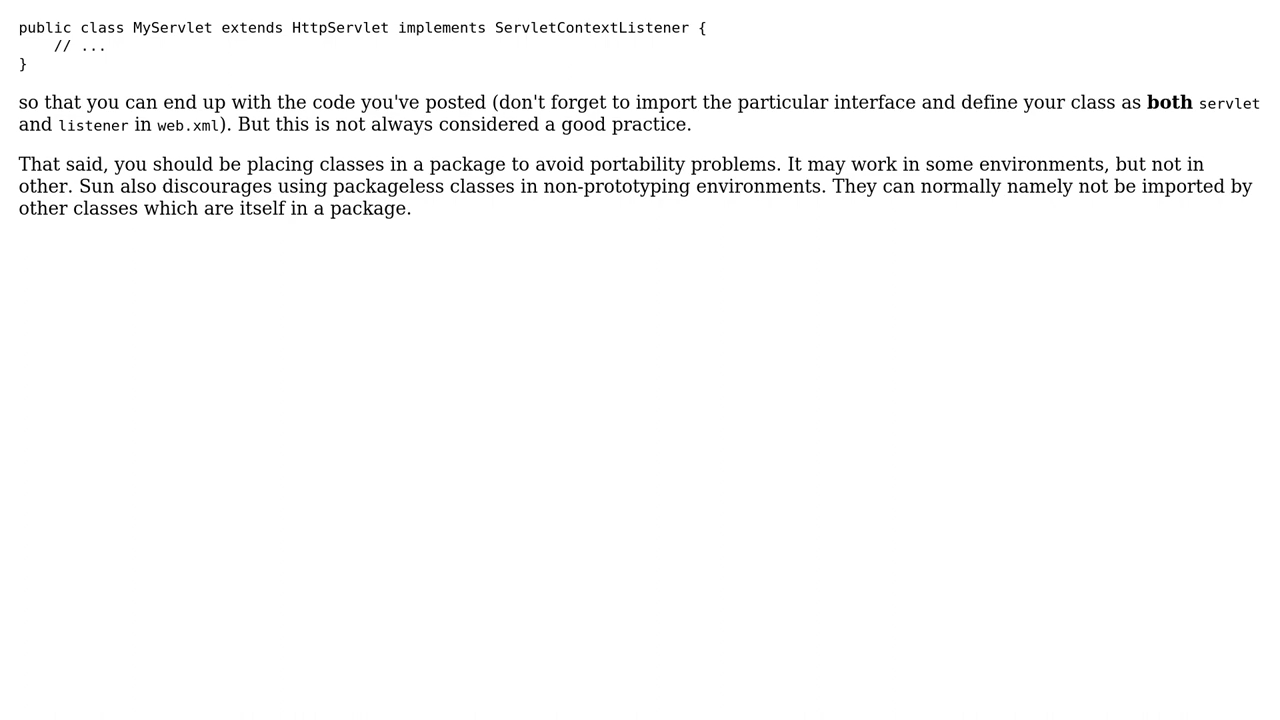 public class MyServlet extends HttpServlet implements ServletContextListener {
    // ...
}
so that you can end up with the code you've posted (don't forget to import the particular interface and define your class as both servlet
and listener in web.xml). But this is not always considered a good practice.
That said, you should be placing classes in a package to avoid portability problems. It may work in some environments, but not in
other. Sun also discourages using packageless classes in non-prototyping environments. They can normally namely not be imported by
other classes which are itself in a package.